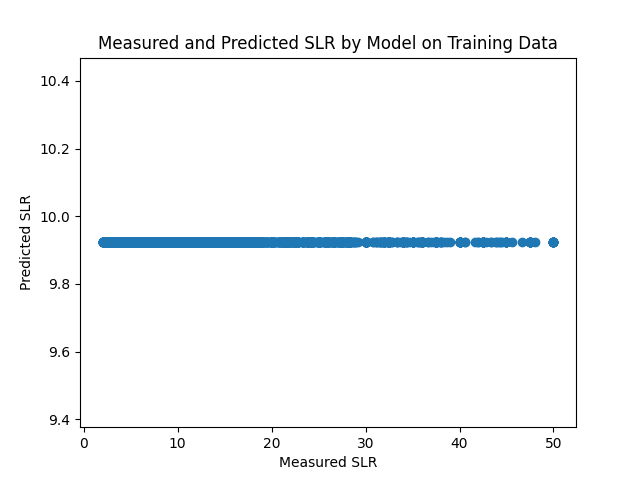 Measured and Predicted SLR by Model on Training Data
10.4
10.2
10.0
9.8
9.6
9.4
Predicted SLR
0 10 20 30 40 50
Measured SLR